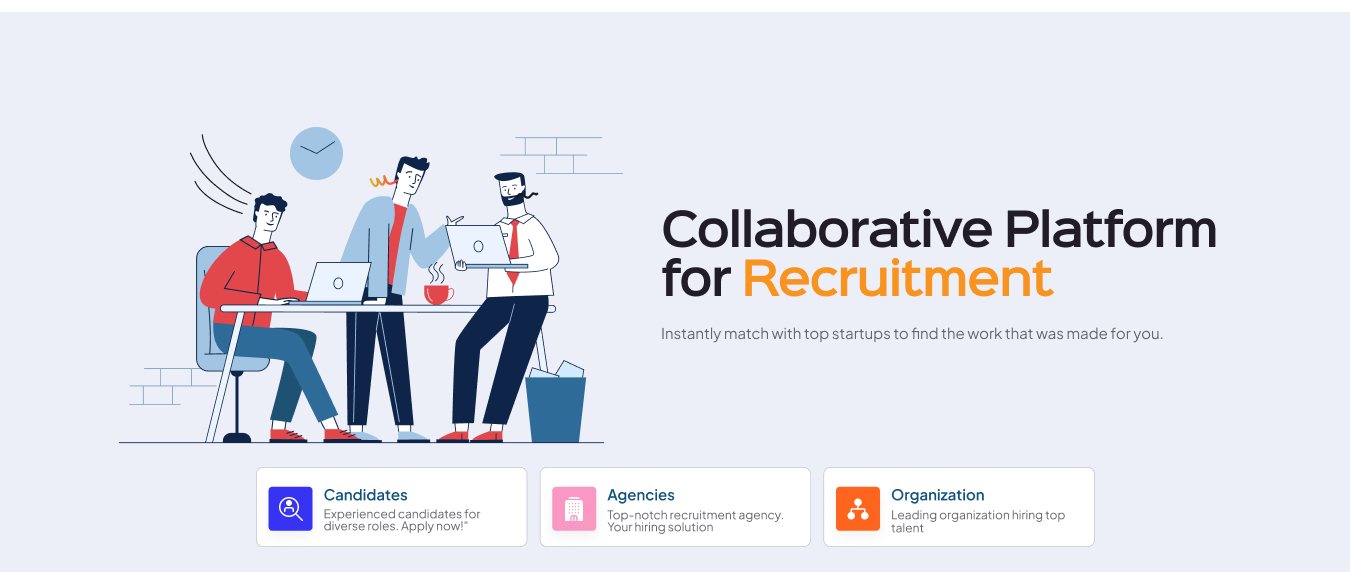 Collaborative Platform
for Recruitment
Instantly match with top startups to find the work that was made for you.
Candidates
Experienced candidates for
diverse roles. Apply now!"
Agencies
Top-notch recruitment agency.
Your hiring solution
Organization
Leading organization hiring top
talent